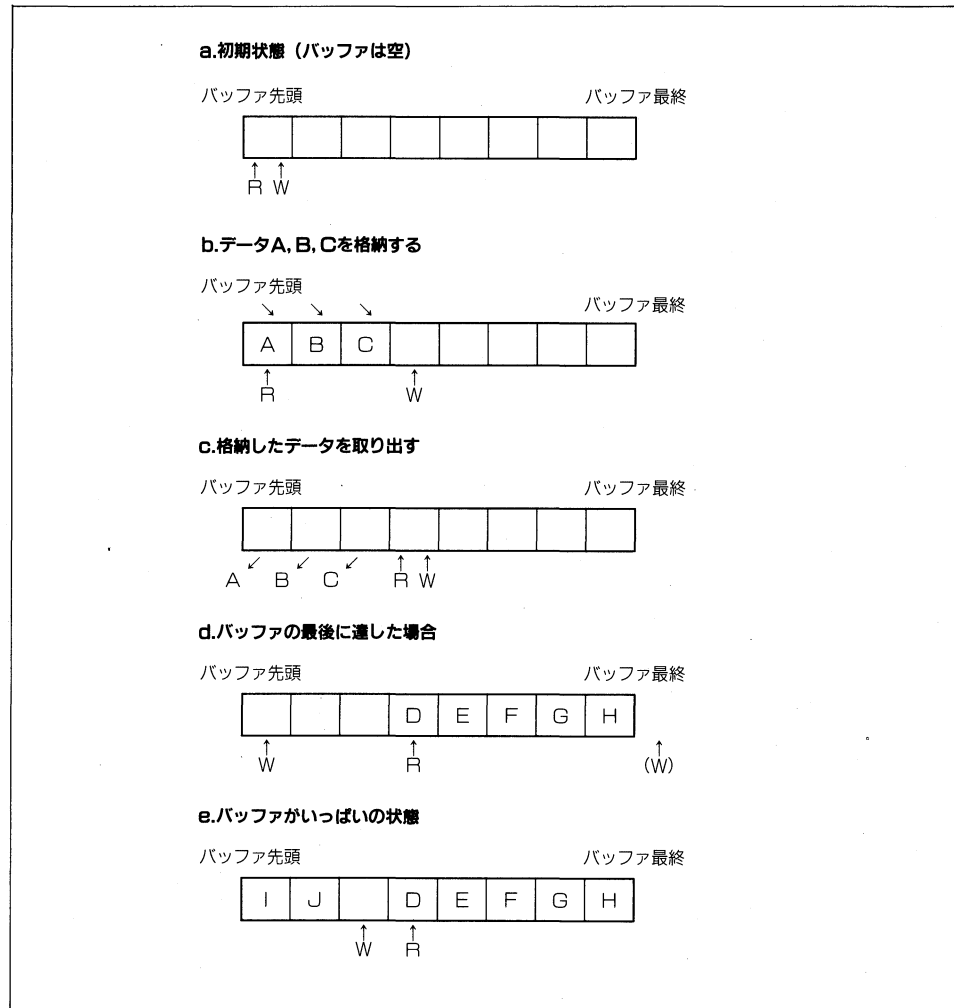 a.初期状態（バッファは空）
バッファ先頭 バッファ最終
R W
b.データA, B, Cを格納する
バッファ先頭 バッファ最終
A B C
R W
c.格納したデータを取り出す
バッファ先頭 バッファ最終
A B C R W
d.バッファの最後に達した場合
バッファ先頭 バッファ最終
D E F G H
W R (W)
e.バッファがいっぱいの状態
バッファ先頭 バッファ最終
I J D E F G H
W R